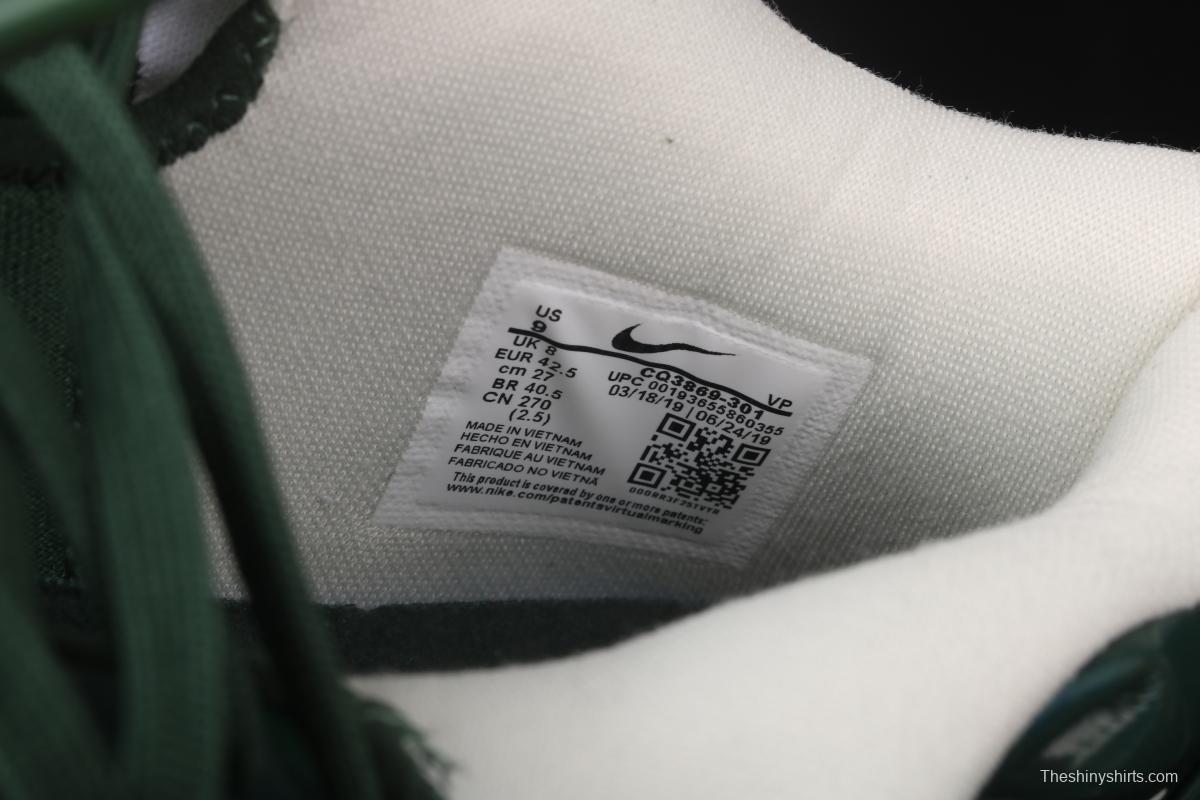 US
9
UK 8
EUR 42.5
cm 27
BR 40.5
CN 270
(2.5)
CQ3869-301 VP
UPC 00193655860355
03/18/19 | 06/24/19
MADE IN VIETNAM
HECHO EN VIETNAM
FABRIQUE AU VIETNAM
FABRICADO NO VIETNÃ
This product is covered by one or more patents:
www.nike.com/patentsvirtualmarking
Theshinyshirts.com